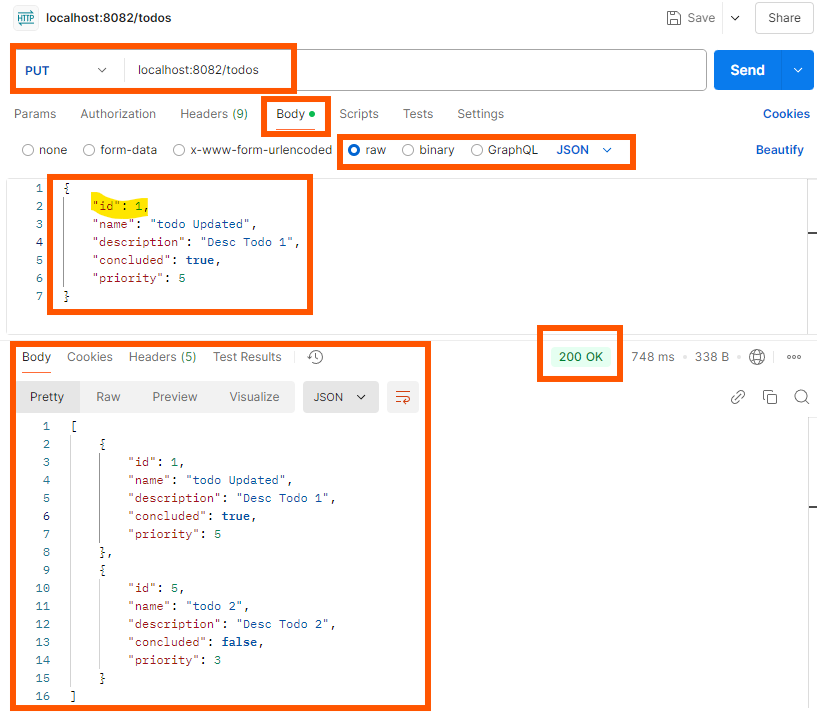 HTTP localhost:8082/todos Save Share
PUT localhost:8082/todos Send
Params Authorization Headers (9) Body Scripts Tests Settings Cookies
none form-data x-www-form-urlencoded raw binary GraphQL JSON Beautify
1 {
2 "id": 1,
3 "name": "todo Updated",
4 "description": "Desc Todo 1",
5 "concluded": true,
6 "priority": 5
7 }
Body Cookies Headers (5) Test Results 200 OK 748 ms 338 B
Pretty Raw Preview Visualize JSON
1 [
2 {
3 "id": 1,
4 "name": "todo Updated",
5 "description": "Desc Todo 1",
6 "concluded": true,
7 "priority": 5
8 },
9 {
10 "id": 5,
11 "name": "todo 2",
12 "description": "Desc Todo 2",
13 "concluded": false,
14 "priority": 3
15 }
16 ]